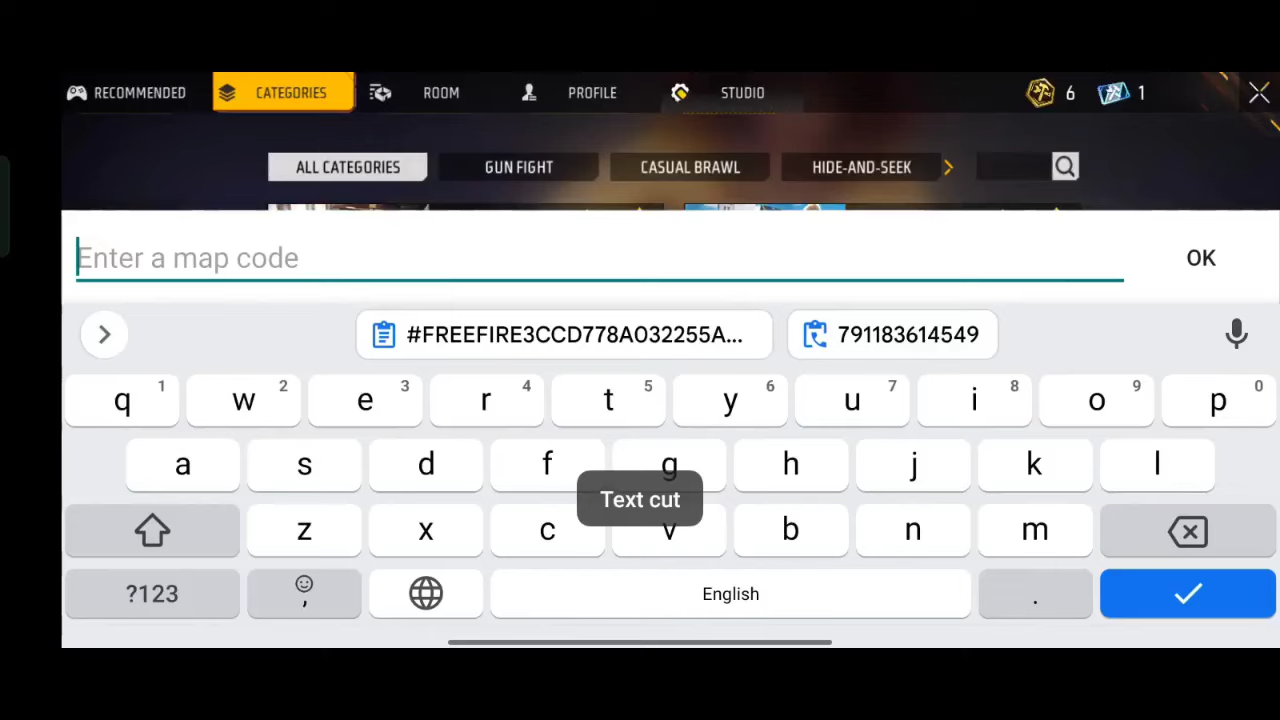 RECOMMENDED CATEGORIES ROOM PROFILE STUDIO 6 1
ALL CATEGORIES GUN FIGHT CASUAL BRAWL HIDE-AND-SEEK
Enter a map code OK
#FREEFIRE3CCD778A032255A... 791183614549
q 1 w 2 e 3 r 4 t 5 y 6 u 7 i 8 o 9 p 0
a s d f g h j k l
Text cut
z x c v b n m
?123 , English .